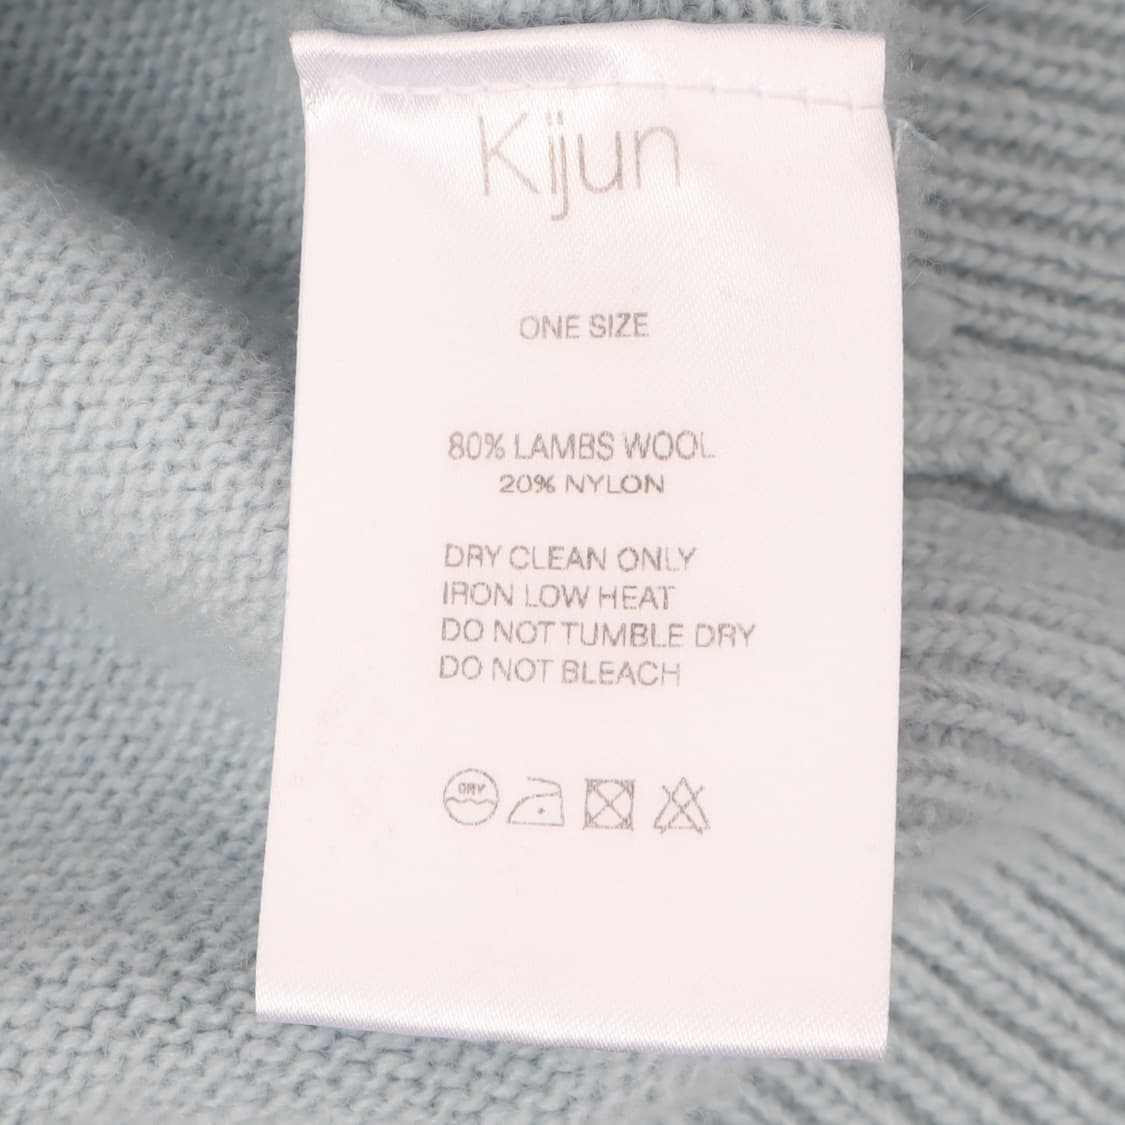 Kijun
ONE SIZE
80% LAMBS WOOL
20% NYLON
DRY CLEAN ONLY
IRON LOW HEAT
DO NOT TUMBLE DRY
DO NOT BLEACH
DRY